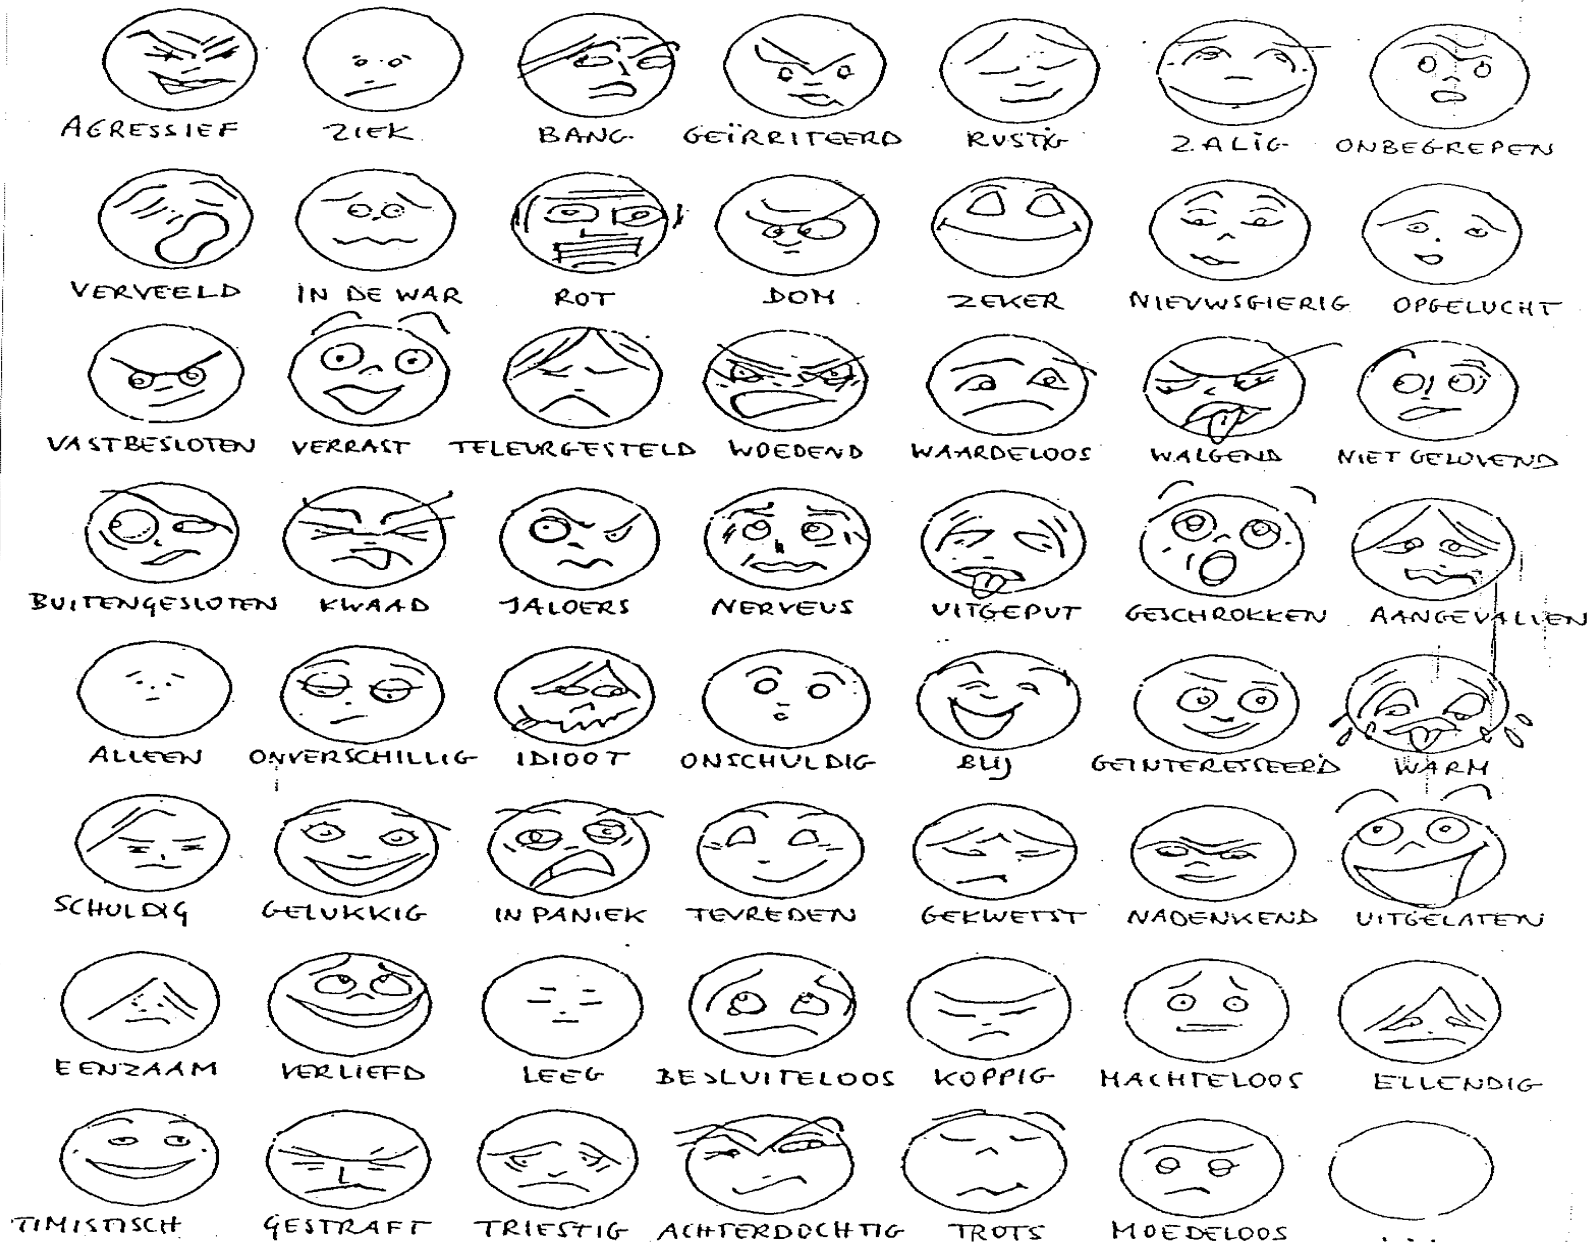 AGRESSIEF ZIEK BANG GEÏRRITEERD RUSTIG ZALIG ONBEGREPEN
VERVEELD IN DE WAR ROT DOM ZEKER NIEUWSGIERIG OPGELUCHT
VASTBESLOTEN VERRAST TELEURGESTELD WOEDEND WAARDELOOS WALGEND NIET GELOVEND
BUITENGESLOTEN KWAAD JALOERS NERVEUS UITGEPUT GESCHROKKEN AANGEVALLEN
ALLEEN ONVERSCHILLIG IDIOOT ONSCHULDIG BLIJ GEÏNTERESSEERD WARM
SCHULDIG GELUKKIG IN PANIEK TEVREDEN GEKWETST NADENKEND UITGELATEN
EENZAAM VERLIEFD LEEG BESLUITELOOS KOPPIG MACHTELOOS ELLENDIG
TIMISTISCH GESTRAFT TRIESTIG ACHTERDOCHTIG TROTS MOEDELOOS ...